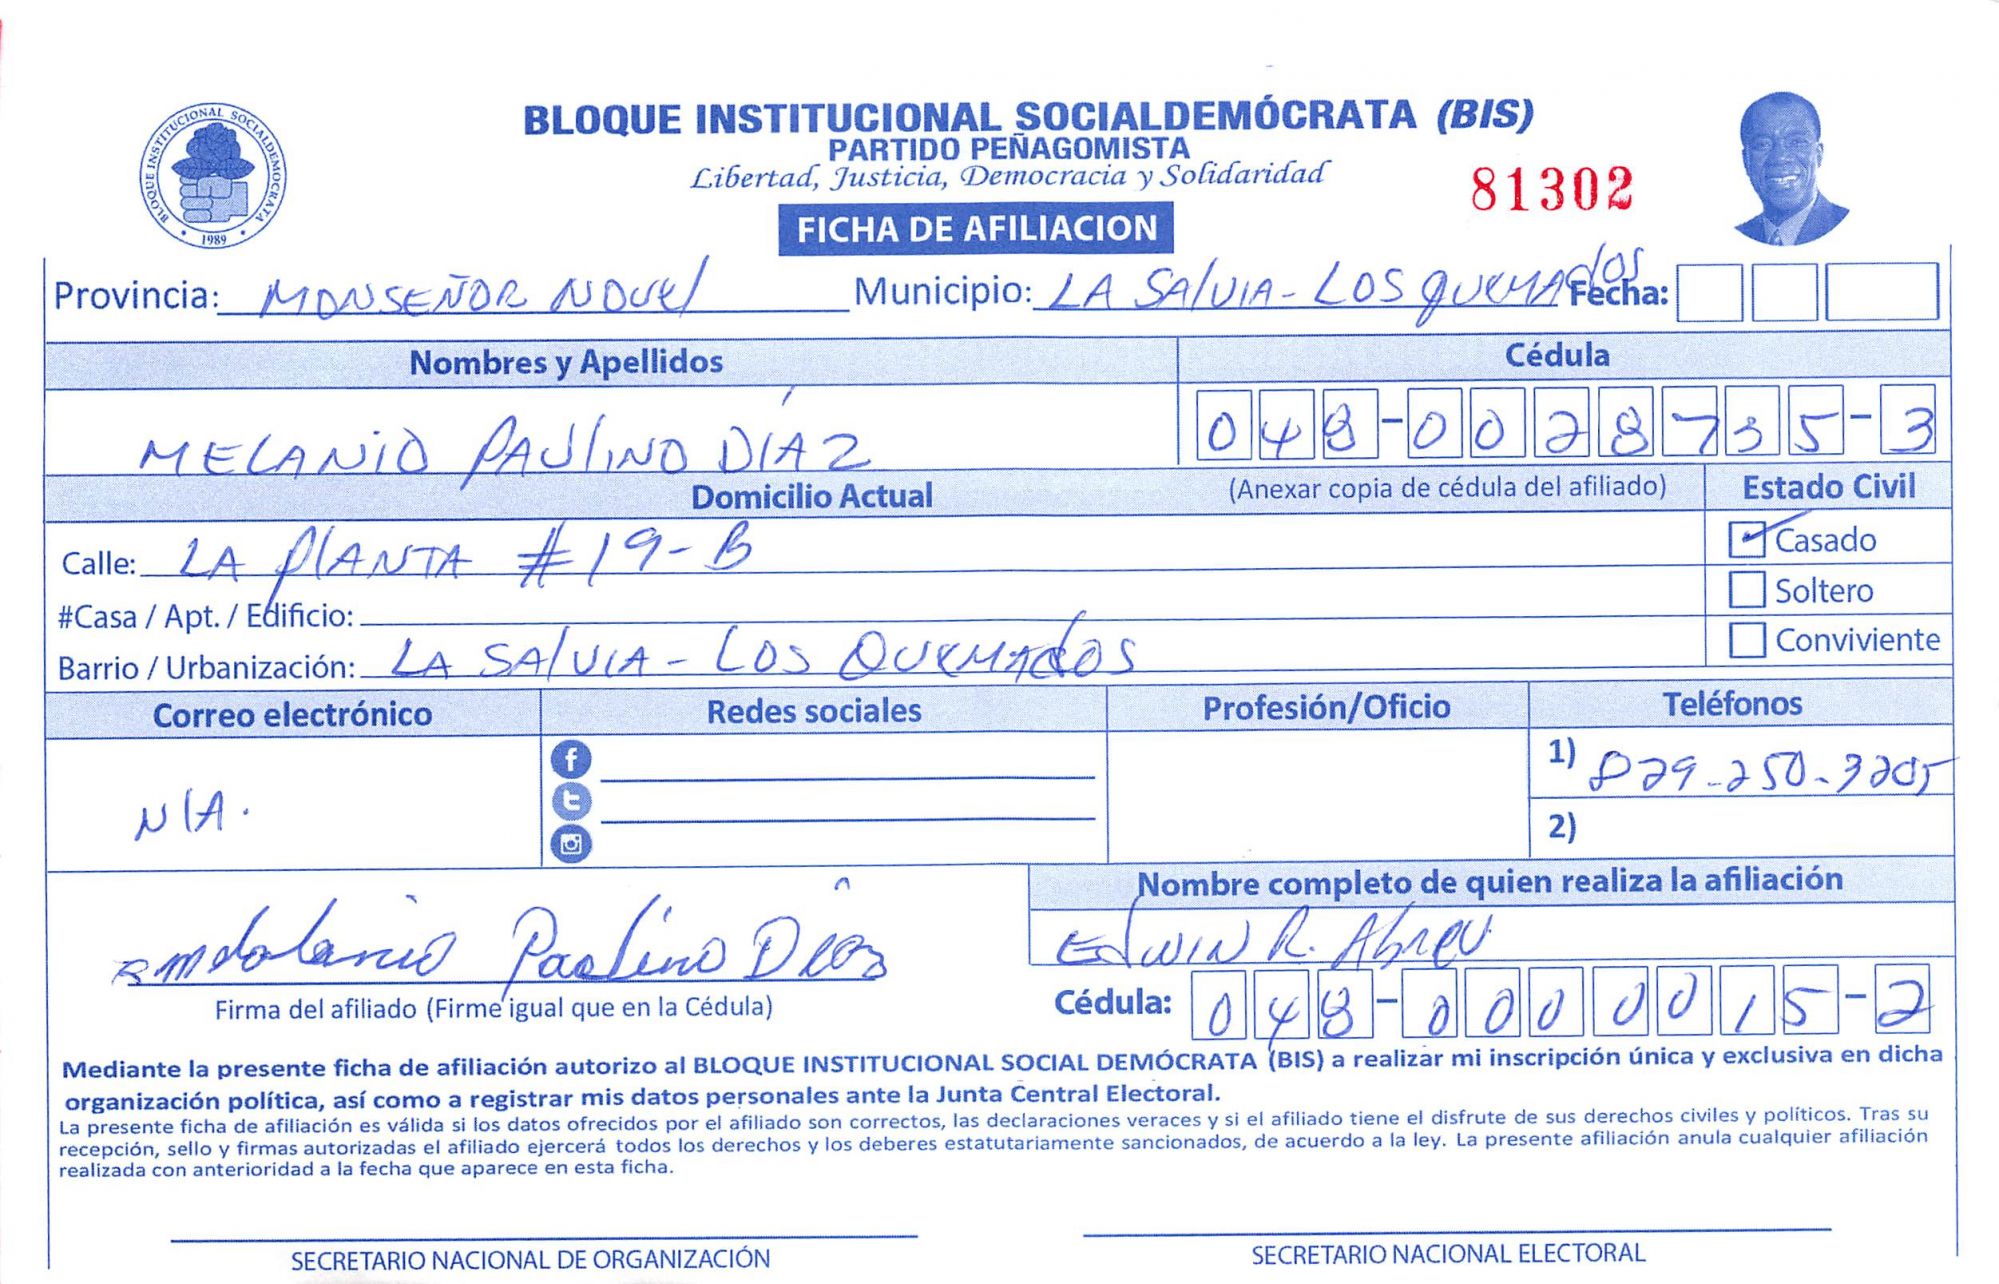 BLOQUE INSTITUCIONAL SOCIALDEMÓCRATA
1989
BLOQUE INSTITUCIONAL SOCIALDEMÓCRATA (BIS)
PARTIDO PEÑAGOMISTA
Libertad, Justicia, Democracia y Solidaridad
81302
FICHA DE AFILIACION
Provincia: MONSEÑOR NOUEL Municipio: LA SALVIA-LOS QUEMADOS Fecha:
Nombres y Apellidos Cédula
MELANIO PAULINO DÍAZ 048-0028735-3
Domicilio Actual (Anexar copia de cédula del afiliado) Estado Civil
Calle: LA PLANTA #19-B Casado
#Casa / Apt. / Edificio: Soltero
Barrio / Urbanización: LA SALVIA - LOS QUEMADOS Conviviente
Correo electrónico Redes sociales Profesión/Oficio Teléfonos
N/A. 1) 829-250-3205
2)
Nombre completo de quien realiza la afiliación
Paulino Díaz EDWIN R. Abreu
Firma del afiliado (Firme igual que en la Cédula) Cédula: 048-0000015-2
Mediante la presente ficha de afiliación autorizo al BLOQUE INSTITUCIONAL SOCIAL DEMÓCRATA (BIS) a realizar mi inscripción única y exclusiva en dicha
organización política, así como a registrar mis datos personales ante la Junta Central Electoral.
La presente ficha de afiliación es válida si los datos ofrecidos por el afiliado son correctos, las declaraciones veraces y si el afiliado tiene el disfrute de sus derechos civiles y políticos. Tras su
recepción, sello y firmas autorizadas el afiliado ejercerá todos los derechos y los deberes estatutariamente sancionados, de acuerdo a la ley. La presente afiliación anula cualquier afiliación
realizada con anterioridad a la fecha que aparece en esta ficha.
SECRETARIO NACIONAL DE ORGANIZACIÓN SECRETARIO NACIONAL ELECTORAL